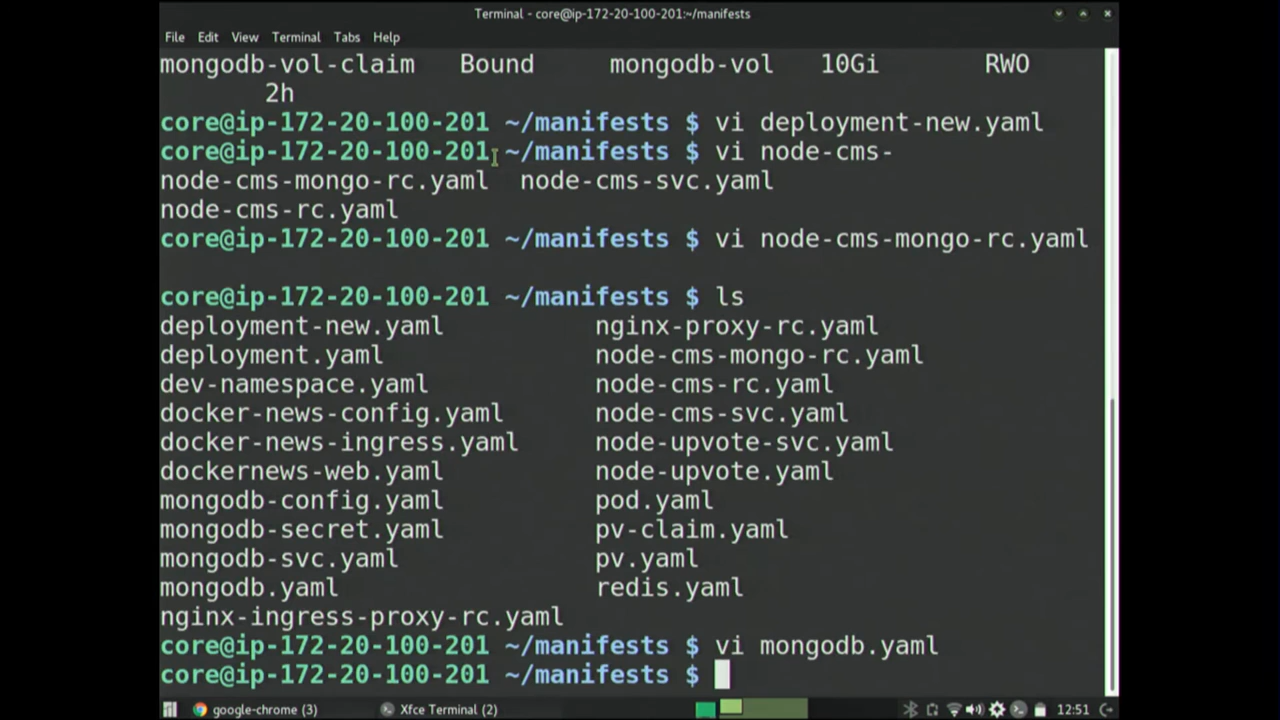 Terminal - core@ip-172-20-100-201:~/manifests
File Edit View Terminal Tabs Help
mongodb-vol-claim Bound mongodb-vol 10Gi RWO
2h
core@ip-172-20-100-201 ~/manifests $ vi deployment-new.yaml
core@ip-172-20-100-201 ~/manifests $ vi node-cms-
node-cms-mongo-rc.yaml node-cms-svc.yaml
node-cms-rc.yaml
core@ip-172-20-100-201 ~/manifests $ vi node-cms-mongo-rc.yaml
core@ip-172-20-100-201 ~/manifests $ ls
deployment-new.yaml nginx-proxy-rc.yaml
deployment.yaml node-cms-mongo-rc.yaml
dev-namespace.yaml node-cms-rc.yaml
docker-news-config.yaml node-cms-svc.yaml
docker-news-ingress.yaml node-upvote-svc.yaml
dockernews-web.yaml node-upvote.yaml
mongodb-config.yaml pod.yaml
mongodb-secret.yaml pv-claim.yaml
mongodb-svc.yaml pv.yaml
mongodb.yaml redis.yaml
nginx-ingress-proxy-rc.yaml
core@ip-172-20-100-201 ~/manifests $ vi mongodb.yaml
core@ip-172-20-100-201 ~/manifests $
google-chrome (3) Xfce Terminal (2) 12:51